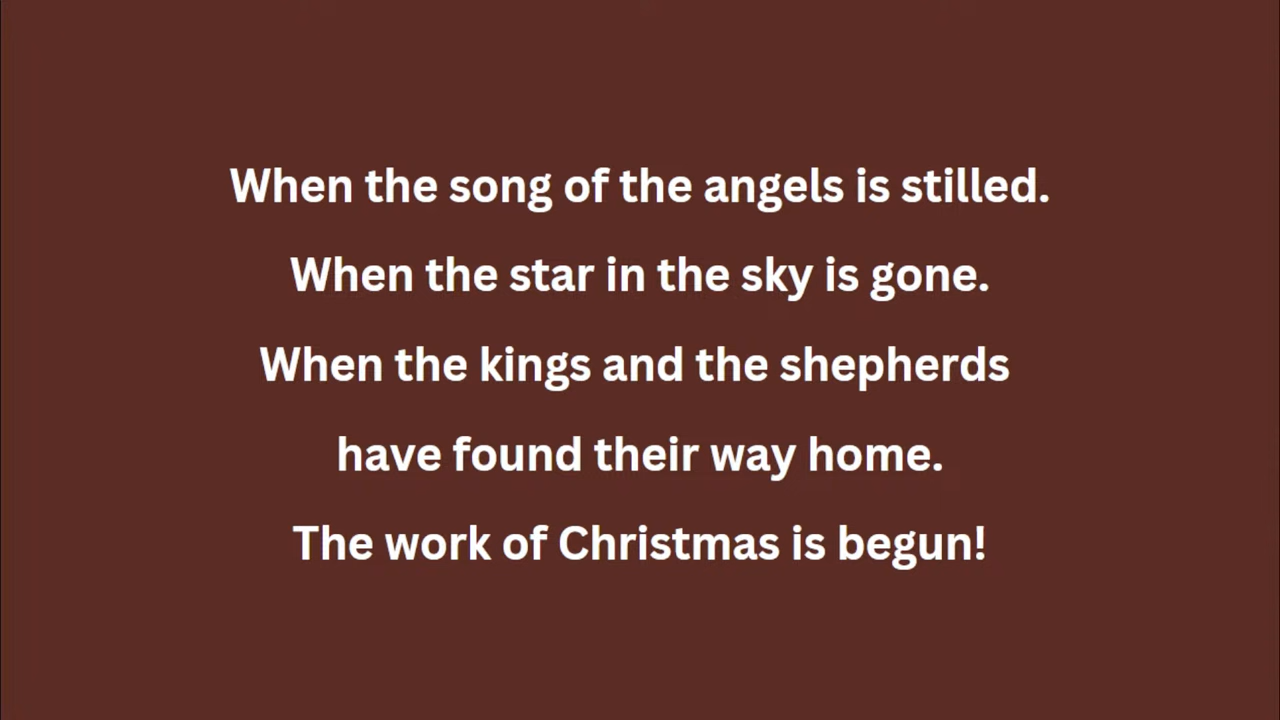 When the song of the angels is stilled.
When the star in the sky is gone.
When the kings and the shepherds
have found their way home.
The work of Christmas is begun!